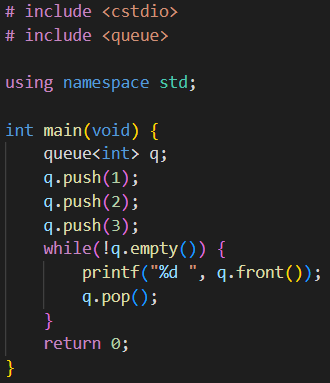 # include <cstdio>
# include <queue>
using namespace std;
int main(void) {
queue<int> q;
q.push(1);
q.push(2);
q.push(3);
while(!q.empty()) {
printf("%d ", q.front());
q.pop();
}
return 0;
}